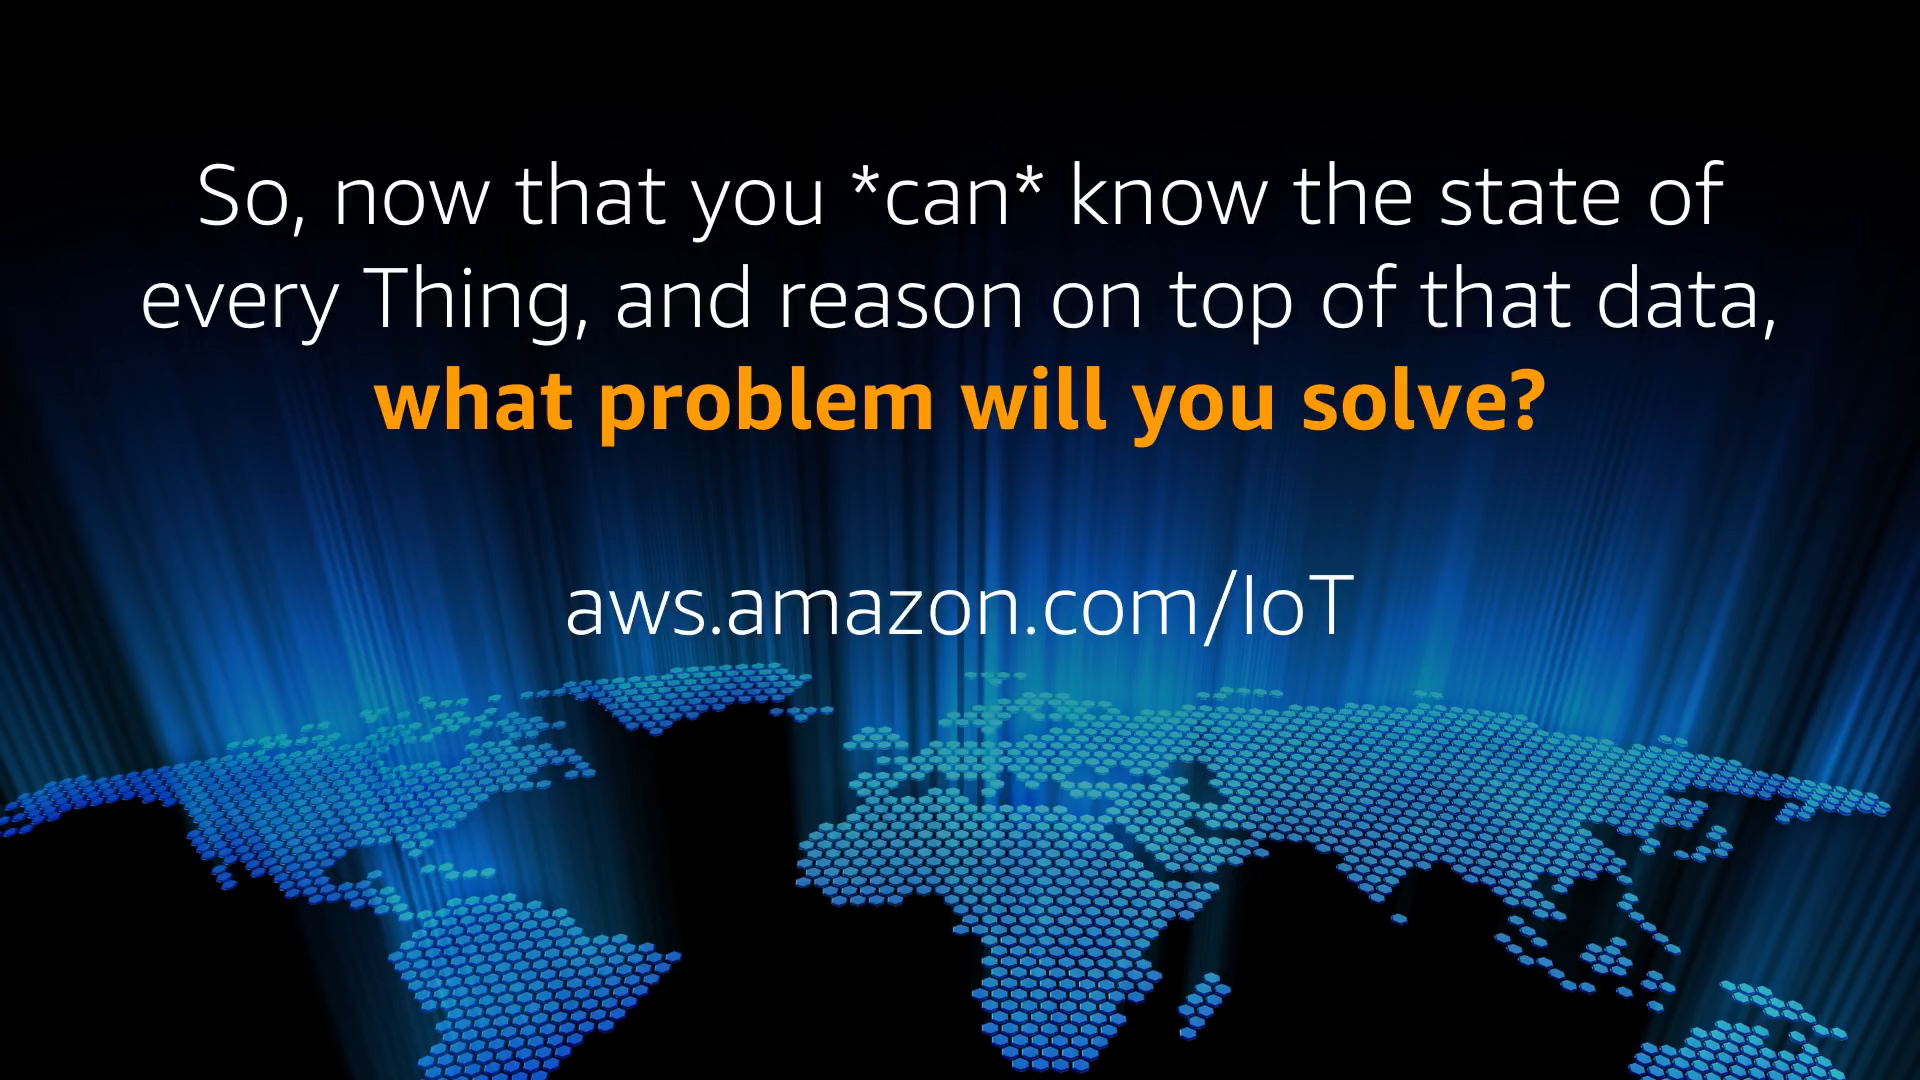 So, now that you *can* know the state of
every Thing, and reason on top of that data,
what problem will you solve?
aws.amazon.com/IoT